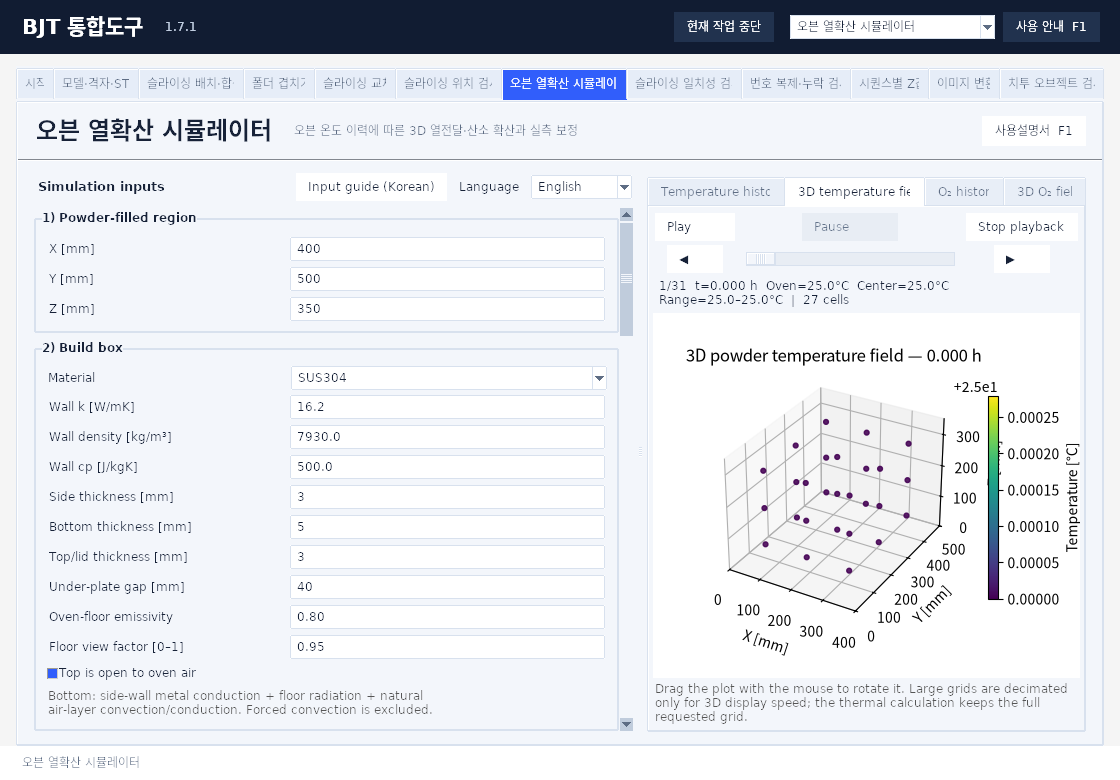 BJT 통합도구 1.7.1 현재 작업 중단 오븐 열확산 시뮬레이터 사용 안내 F1
모델·격자·ST 슬라이싱 배치·합 폴더 겹치기 슬라이싱 위치 검 오븐 열확산 시뮬레이 슬라이싱 일치성 검 번호 복제·누락 검 시퀀스별 이미지 치투 오브젝트 검
오븐 열확산 시뮬레이터 오븐 온도 이력에 따른 3D 열전달·산소 확산과 실측 보정 사용설명서 F1
Simulation inputs Input guide (Korean) Language English
1) Powder-filled region
X [mm] 400
Y [mm] 500
Z [mm] 350
2) Build box
Material SUS304
Wall k [W/mK] 16.2
Wall density [kg/m³] 7930.0
Wall cp [J/kgK] 500.0
Side thickness [mm] 3
Bottom thickness [mm] 5
Top/lid thickness [mm] 3
Under-plate gap [mm] 40
Oven-floor emissivity 0.80
Floor view factor [0–1] 0.95
Top is open to oven air
Bottom: side-wall metal conduction + floor radiation + natural
air-layer convection/conduction. Forced convection is excluded.
Temperature histc 3D temperature fie O₂ histor 3D O₂ fiel
Play Pause Stop playback
◀ ▶
1/31 t=0.000 h Oven=25.0°C Center=25.0°C
Range=25.0–25.0°C | 27 cells
3D powder temperature field — 0.000 h
+2.5e1
0.00025
0.00020
0.00015
0.00010
0.00005
0.00000
Temperature [°C]
300
200
100
0
500
400
300
200
100
0
Y [mm]
0
100
200
300
400
X [mm]
Drag the plot with the mouse to rotate it. Large grids are decimated
only for 3D display speed; the thermal calculation keeps the full
requested grid.
오븐 열확산 시뮬레이터